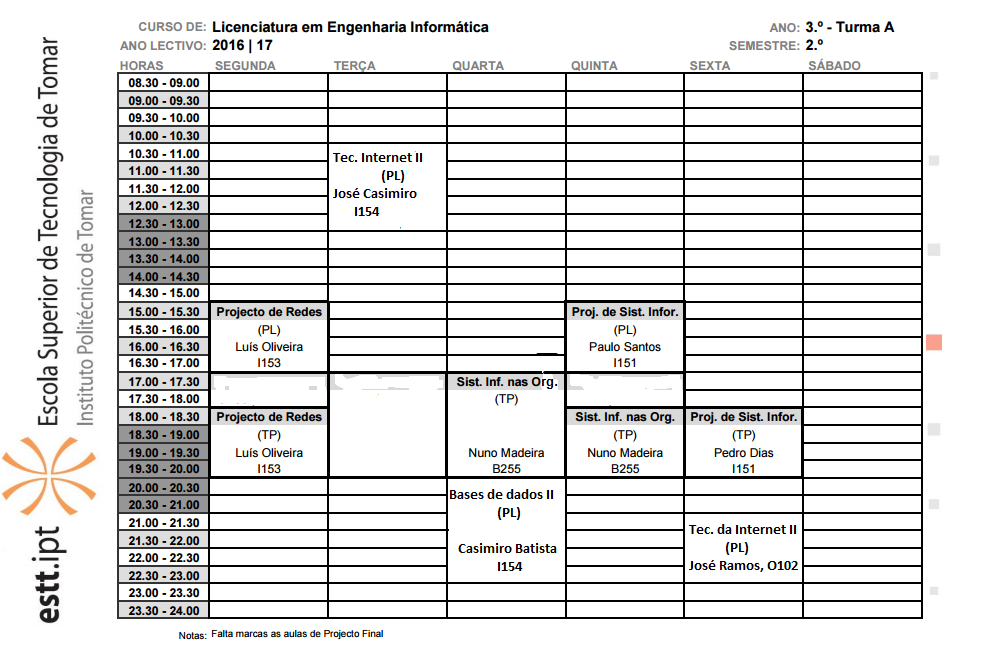 CURSO DE: Licenciatura em Engenharia Informática ANO: 3.º - Turma A
ANO LECTIVO: 2016 | 17 SEMESTRE: 2.º
HORAS SEGUNDA TERÇA QUARTA QUINTA SEXTA SÁBADO
08.30 - 09.00
09.00 - 09.30
09.30 - 10.00
10.00 - 10.30
10.30 - 11.00 Tec. Internet II
11.00 - 11.30 (PL)
11.30 - 12.00 José Casimiro
12.00 - 12.30 I154
12.30 - 13.00
13.00 - 13.30
13.30 - 14.00
14.00 - 14.30
14.30 - 15.00
15.00 - 15.30 Projecto de Redes Proj. de Sist. Infor.
15.30 - 16.00 (PL) (PL)
16.00 - 16.30 Luís Oliveira Paulo Santos
16.30 - 17.00 I153 I151
17.00 - 17.30 Sist. Inf. nas Org.
17.30 - 18.00 (TP)
18.00 - 18.30 Projecto de Redes Sist. Inf. nas Org. Proj. de Sist. Infor.
18.30 - 19.00 (TP) (TP) (TP)
19.00 - 19.30 Luís Oliveira Nuno Madeira Nuno Madeira Pedro Dias
19.30 - 20.00 I153 B255 B255 I151
20.00 - 20.30 Bases de dados II
20.30 - 21.00 (PL)
21.00 - 21.30 Tec. da Internet II
21.30 - 22.00 Casimiro Batista (PL)
22.00 - 22.30 I154 José Ramos, O102
22.30 - 23.00
23.00 - 23.30
23.30 - 24.00
Notas: Falta marcas as aulas de Projecto Final
Escola Superior de Tecnologia de Tomar
Instituto Politécnico de Tomar
estt.ipt